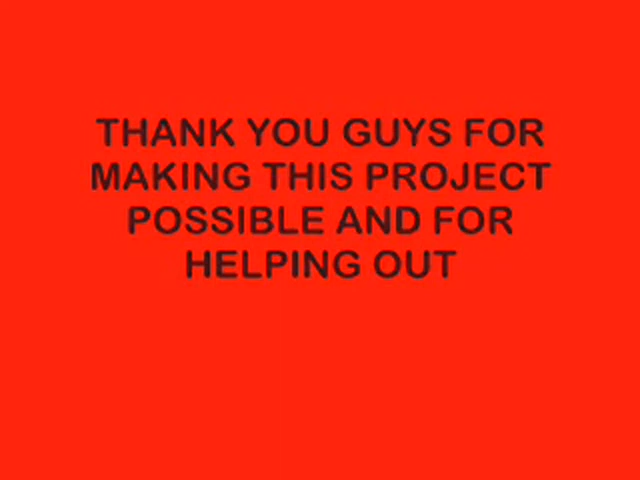 THANK YOU GUYS FOR
MAKING THIS PROJECT
POSSIBLE AND FOR
HELPING OUT